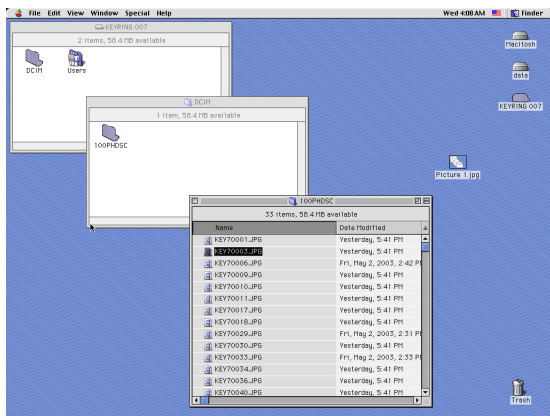 File Edit View Window Special Help
Wed 4:08 AM
Finder
KEYRING 007
2 items, 58.4 MB available
DCIM
Users
DCIM
1 item, 58.4 MB available
100PHDSC
100PHDSC
33 items, 58.4 MB available
Name Date Modified
KEY70001.JPG Yesterday, 5:41 PM
KEY70003.JPG Yesterday, 5:41 PM
KEY70006.JPG Fri, May 2, 2003, 2:42 PM
KEY70009.JPG Yesterday, 5:41 PM
KEY70010.JPG Yesterday, 5:41 PM
KEY70011.JPG Yesterday, 5:41 PM
KEY70017.JPG Yesterday, 5:41 PM
KEY70018.JPG Yesterday, 5:41 PM
KEY70029.JPG Fri, May 2, 2003, 2:31 PM
KEY70030.JPG Yesterday, 5:41 PM
KEY70033.JPG Fri, May 2, 2003, 2:33 PM
KEY70034.JPG Yesterday, 5:41 PM
KEY70036.JPG Yesterday, 5:41 PM
KEY70040.JPG Yesterday, 5:41 PM
Macitosh
data
KEYRING 007
Picture 1.jpg
Trash